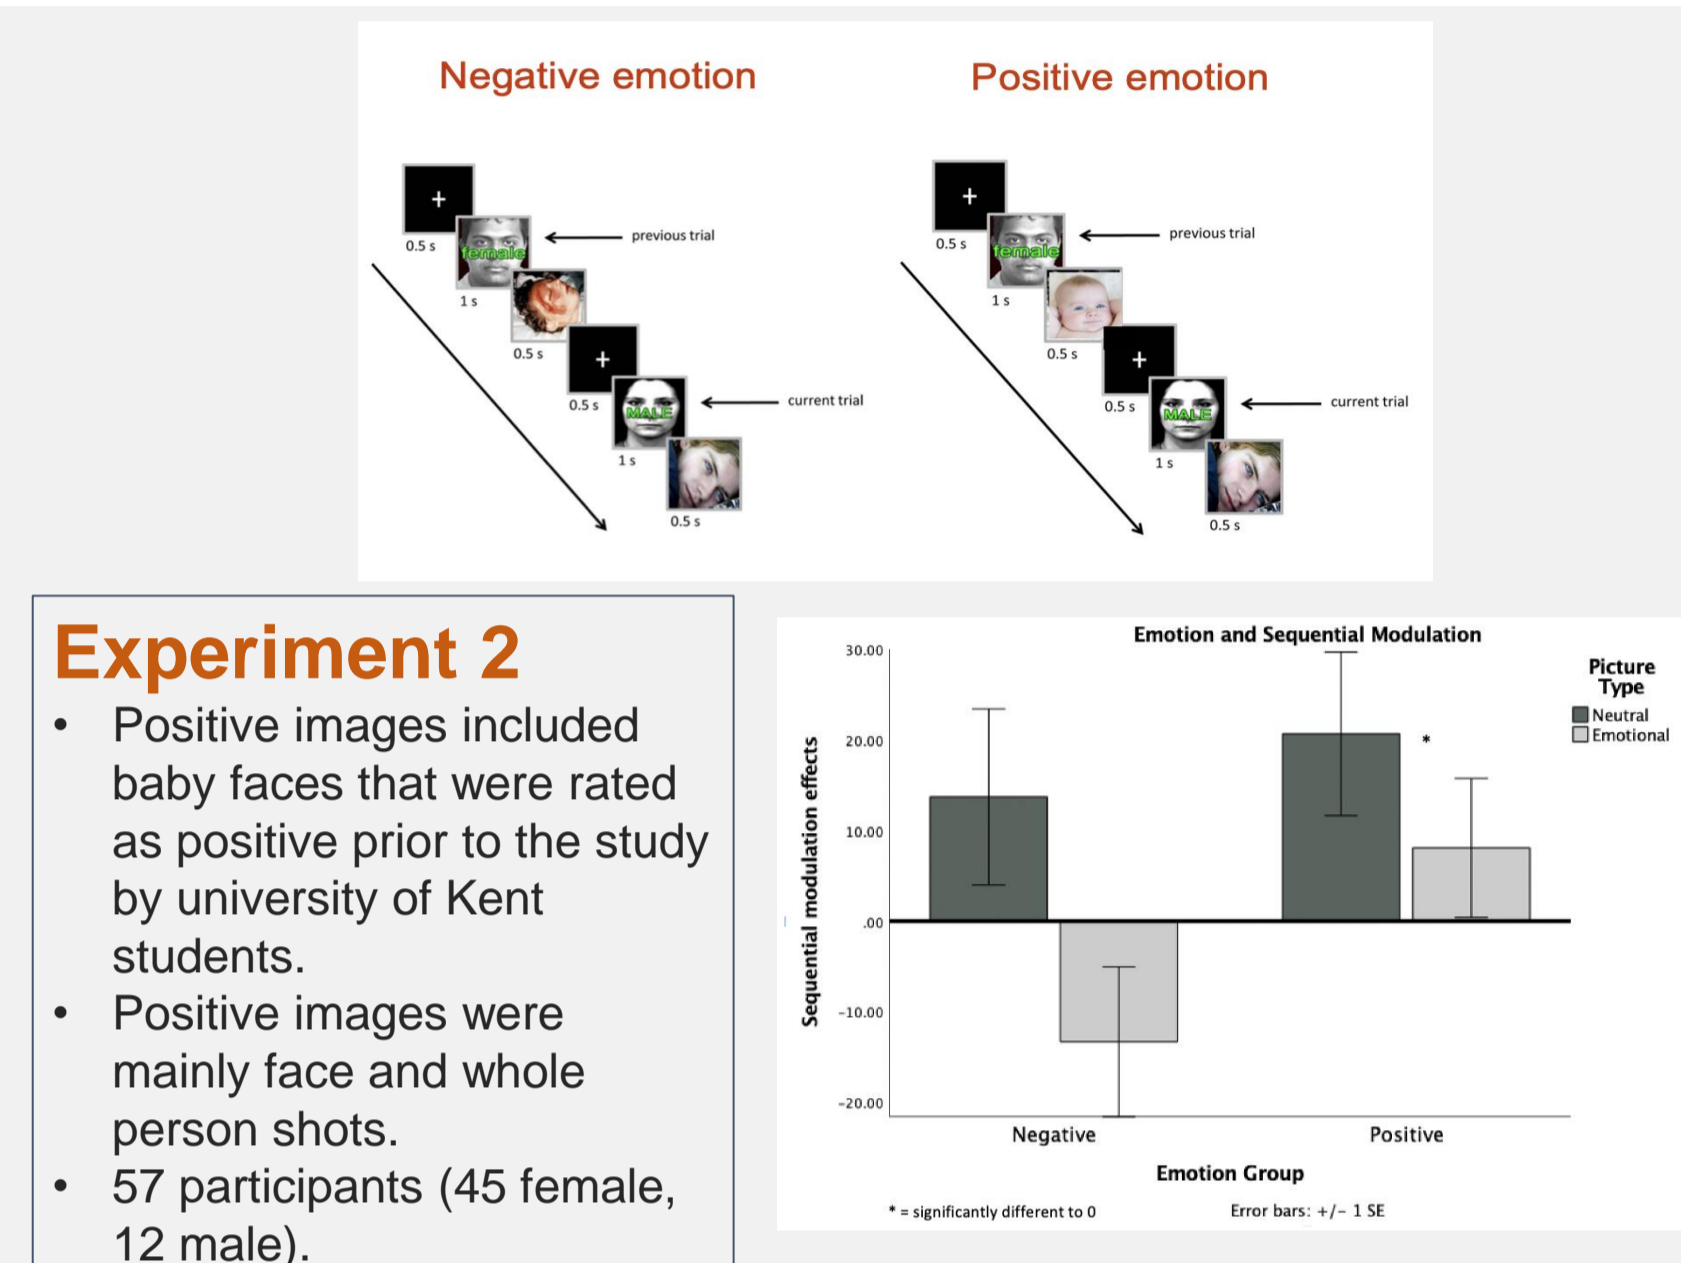 Negative emotion
+
0.5 s
female
previous trial
1 s
0.5 s
+
0.5 s
MALE
current trial
1 s
0.5 s
Positive emotion
+
0.5 s
female
previous trial
1 s
0.5 s
+
0.5 s
MALE
current trial
1 s
0.5 s
Experiment 2
• Positive images included
baby faces that were rated
as positive prior to the study
by university of Kent
students.
• Positive images were
mainly face and whole
person shots.
• 57 participants (45 female,
12 male).
Emotion and Sequential Modulation
Picture
Type
Neutral
Emotional
Sequential modulation effects
30.00
20.00
10.00
.00
-10.00
-20.00
*
Negative
Positive
Emotion Group
* = significantly different to 0
Error bars: +/- 1 SE